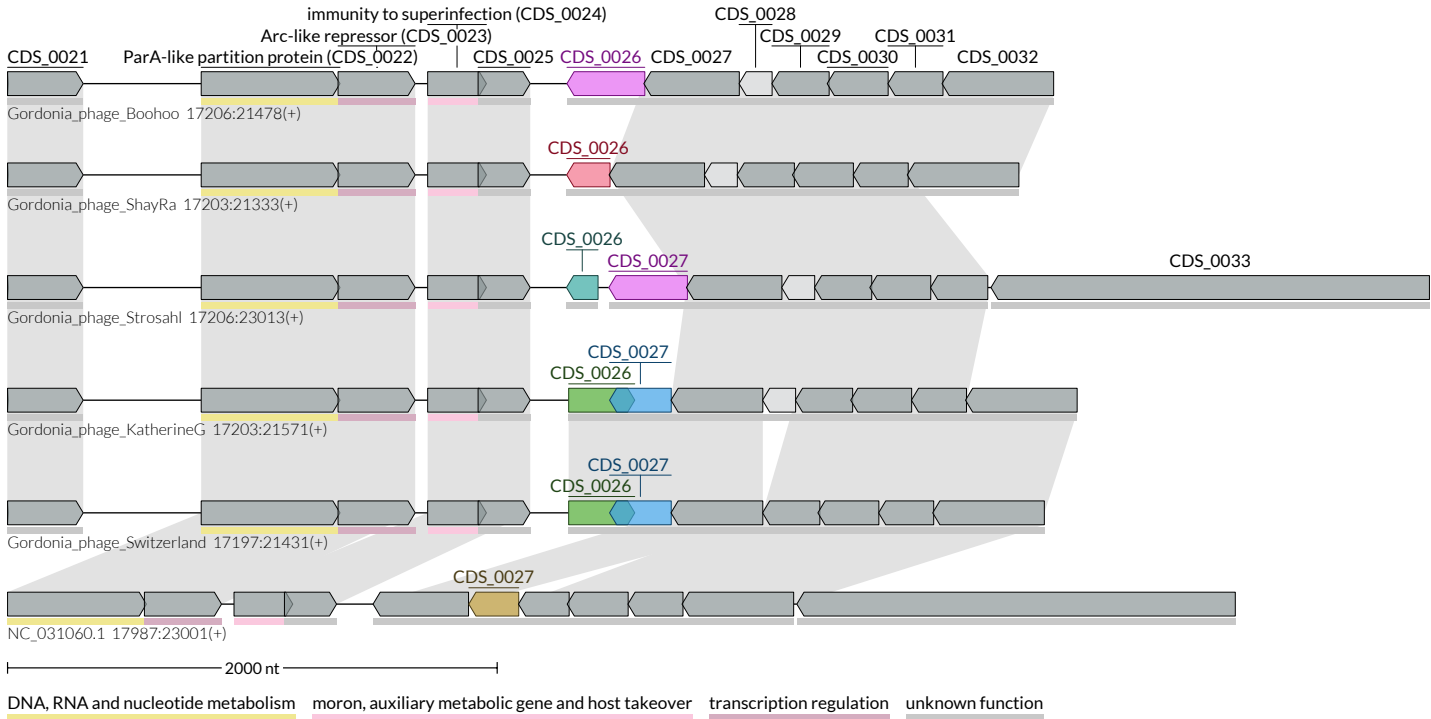 immunity to superinfection (CDS_0024) CDS_0028
Arc-like repressor (CDS_0023) CDS_0029 CDS_0031
CDS_0021 ParA-like partition protein (CDS_0022) CDS_0025 CDS_0026 CDS_0027 CDS_0030 CDS_0032
Gordonia_phage_Boohoo 17206:21478(+)
CDS_0026
Gordonia_phage_ShayRa 17203:21333(+)
CDS_0026
CDS_0027 CDS_0033
Gordonia_phage_Strosahl 17206:23013(+)
CDS_0027
CDS_0026
Gordonia_phage_KatherineG 17203:21571(+)
CDS_0027
CDS_0026
Gordonia_phage_Switzerland 17197:21431(+)
CDS_0027
NC_031060.1 17987:23001(+)
2000 nt
DNA, RNA and nucleotide metabolism moron, auxiliary metabolic gene and host takeover transcription regulation unknown function